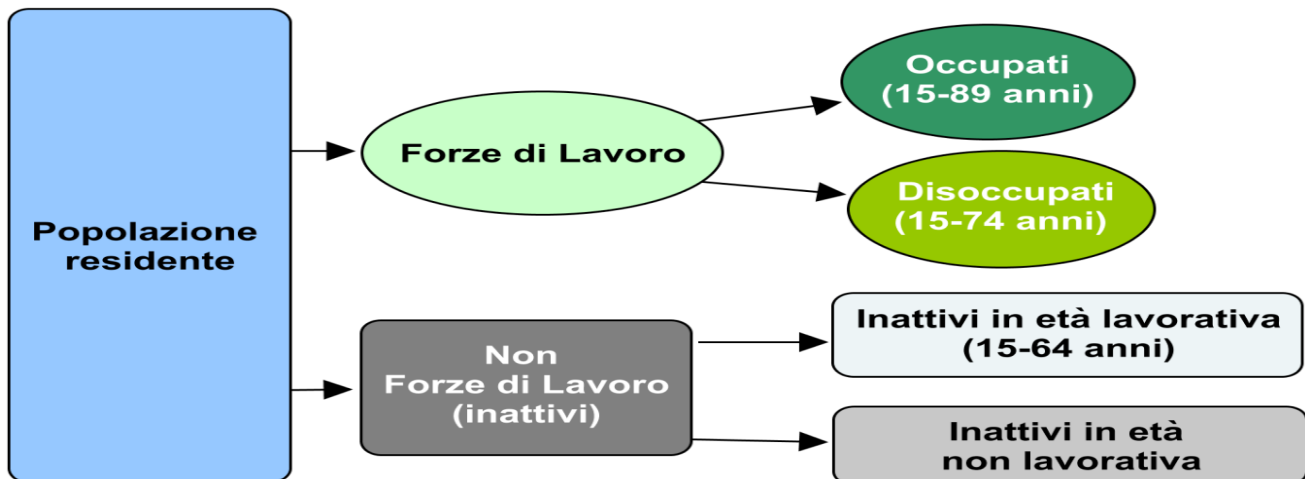 Popolazione
residente
Forze di Lavoro
Occupati
(15-89 anni)
Disoccupati
(15-74 anni)
Non
Forze di Lavoro
(inattivi)
Inattivi in età lavorativa
(15-64 anni)
Inattivi in età
non lavorativa